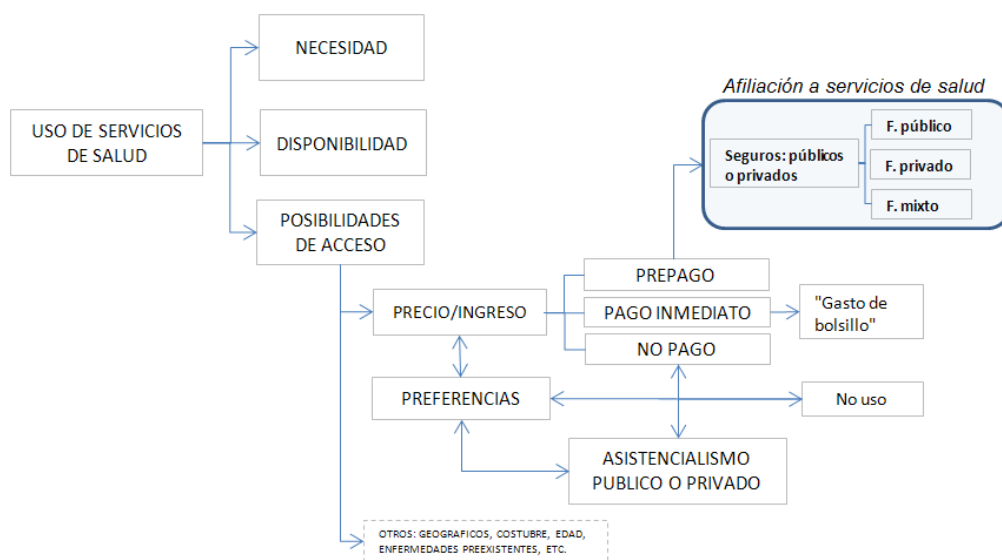 NECESIDAD
Afiliación a servicios de salud
USO DE SERVICIOS
DE SALUD
DISPONIBILIDAD
Seguros: públicos
o privados
F. público
F. privado
F. mixto
POSIBILIDADES
DE ACCESO
PREPAGO
PRECIO/INGRESO
PAGO INMEDIATO
"Gasto de
bolsillo"
NO PAGO
PREFERENCIAS
No uso
ASISTENCIALISMO
PUBLICO O PRIVADO
OTROS: GEOGRAFICOS, COSTUBRE, EDAD,
ENFERMEDADES PREEXISTENTES, ETC.